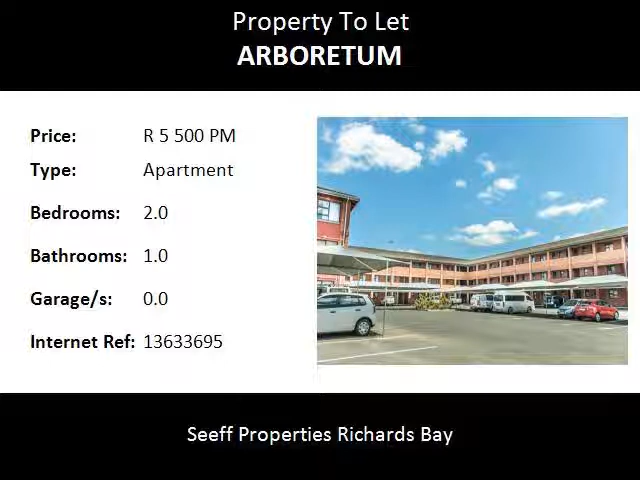 Property To Let
ARBORETUM
Price: R 5 500 PM
Type: Apartment
Bedrooms: 2.0
Bathrooms: 1.0
Garage/s: 0.0
Internet Ref: 13633695
Seeff Properties Richards Bay